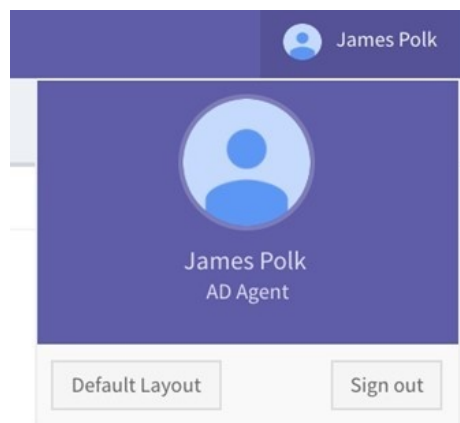 James Polk
James Polk
AD Agent
Default Layout
Sign out